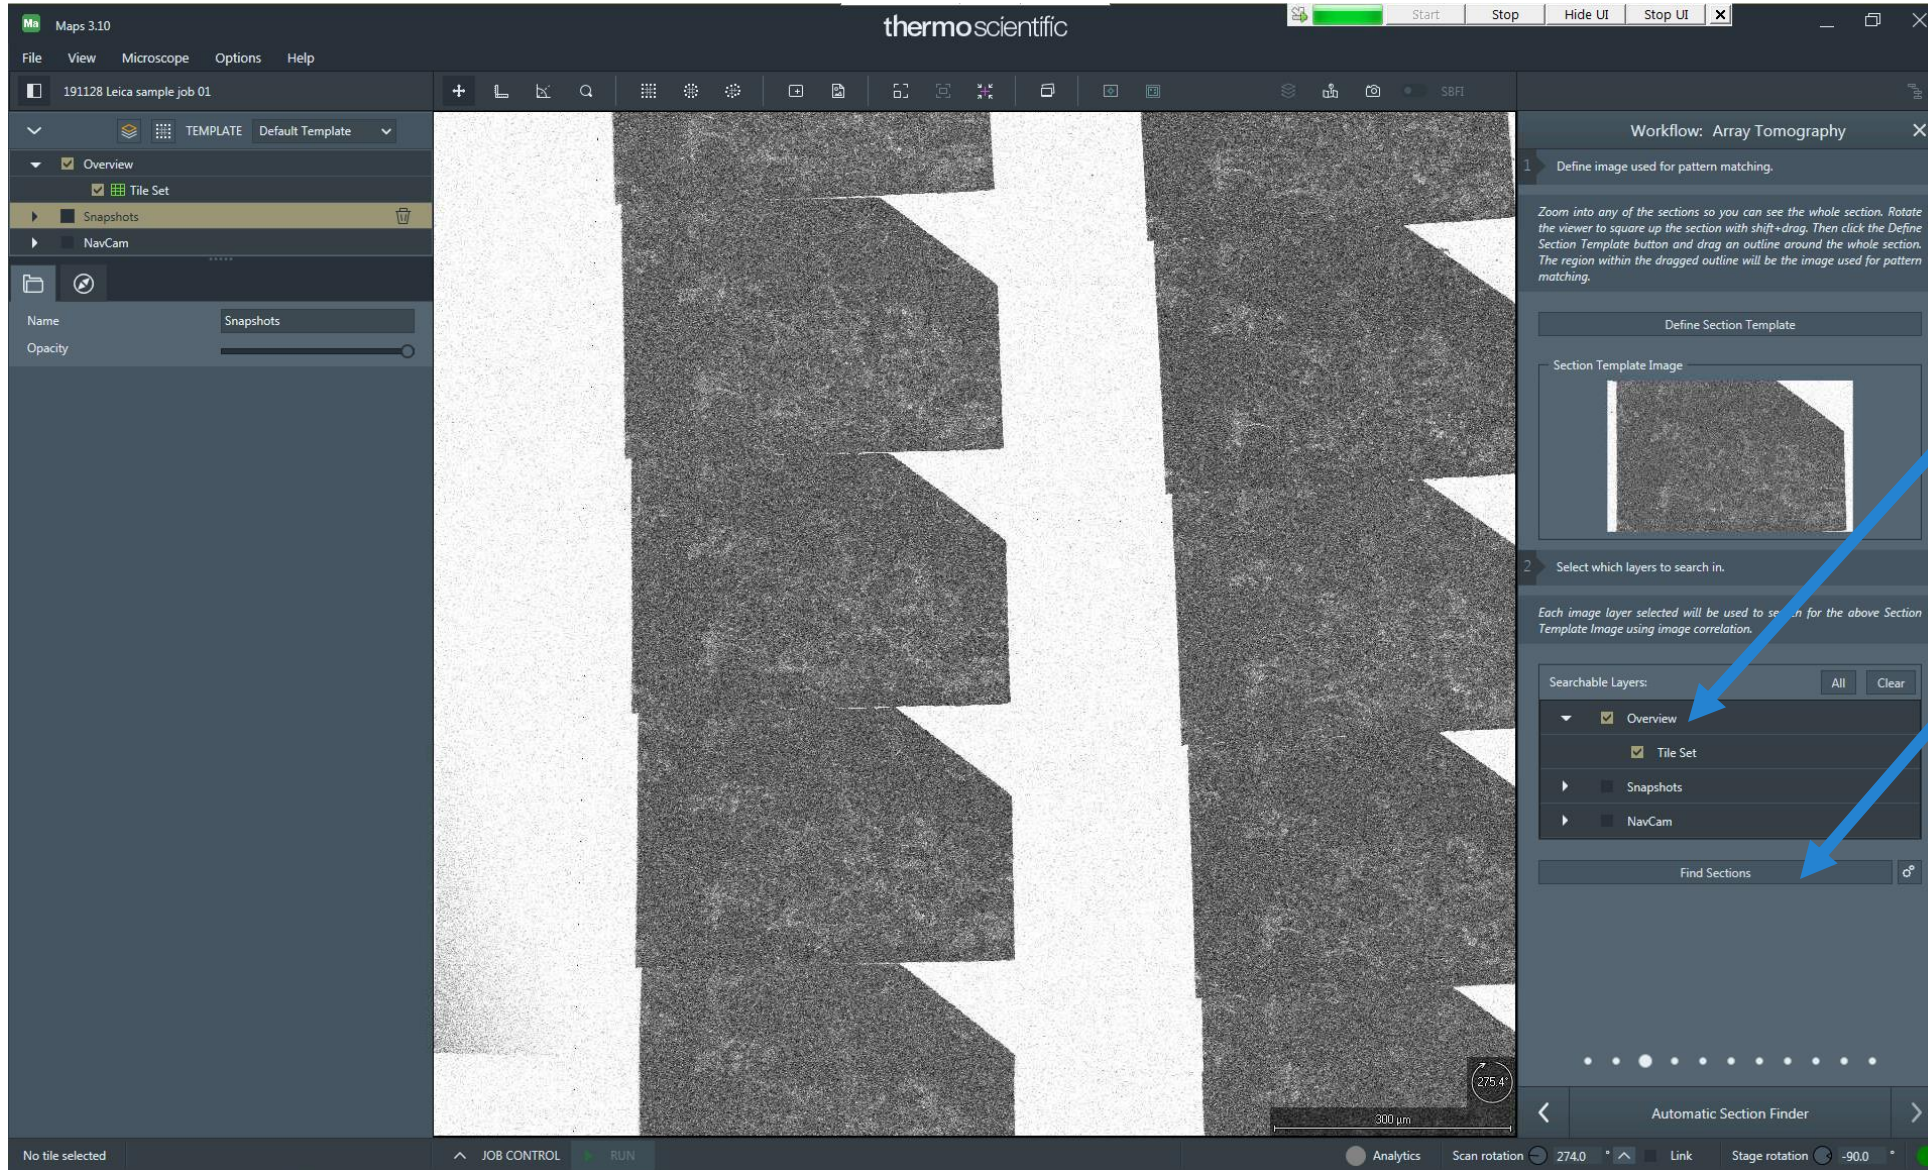 Ma Maps 3.10
thermoscientific
Start Stop Hide UI Stop UI X
File View Microscope Options Help
191128 Leica sample job 01
SBFI
TEMPLATE Default Template
Overview
Tile Set
Snapshots
NavCam
Name Snapshots
Opacity
300 µm
275.4°
Workflow: Array Tomography
1 Define image used for pattern matching.
Zoom into any of the sections so you can see the whole section. Rotate
the viewer to square up the section with shift+drag. Then click the Define
Section Template button and drag an outline around the whole section.
The region within the dragged outline will be the image used for pattern
matching.
Define Section Template
Section Template Image
2 Select which layers to search in.
Each image layer selected will be used to search for the above Section
Template Image using image correlation.
Searchable Layers: All Clear
Overview
Tile Set
Snapshots
NavCam
Find Sections
Automatic Section Finder
No tile selected JOB CONTROL RUN Analytics Scan rotation 274.0 ° Link Stage rotation -90.0 °